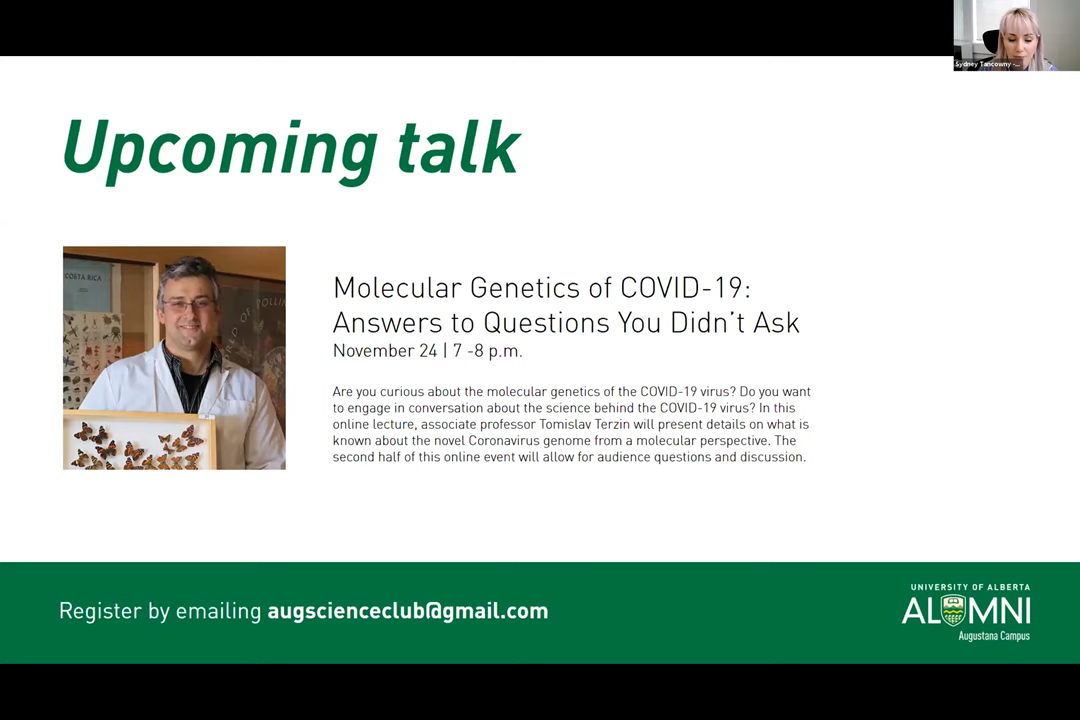 Sydney Tancowny -...
Upcoming talk
COSTA RICA
WORLD OF POLLIN
Molecular Genetics of COVID-19:
Answers to Questions You Didn't Ask
November 24 | 7 -8 p.m.
Are you curious about the molecular genetics of the COVID-19 virus? Do you want
to engage in conversation about the science behind the COVID-19 virus? In this
online lecture, associate professor Tomislav Terzin will present details on what is
known about the novel Coronavirus genome from a molecular perspective. The
second half of this online event will allow for audience questions and discussion.
Register by emailing augscienceclub@gmail.com
UNIVERSITY OF ALBERTA
ALUMNI
Augustana Campus